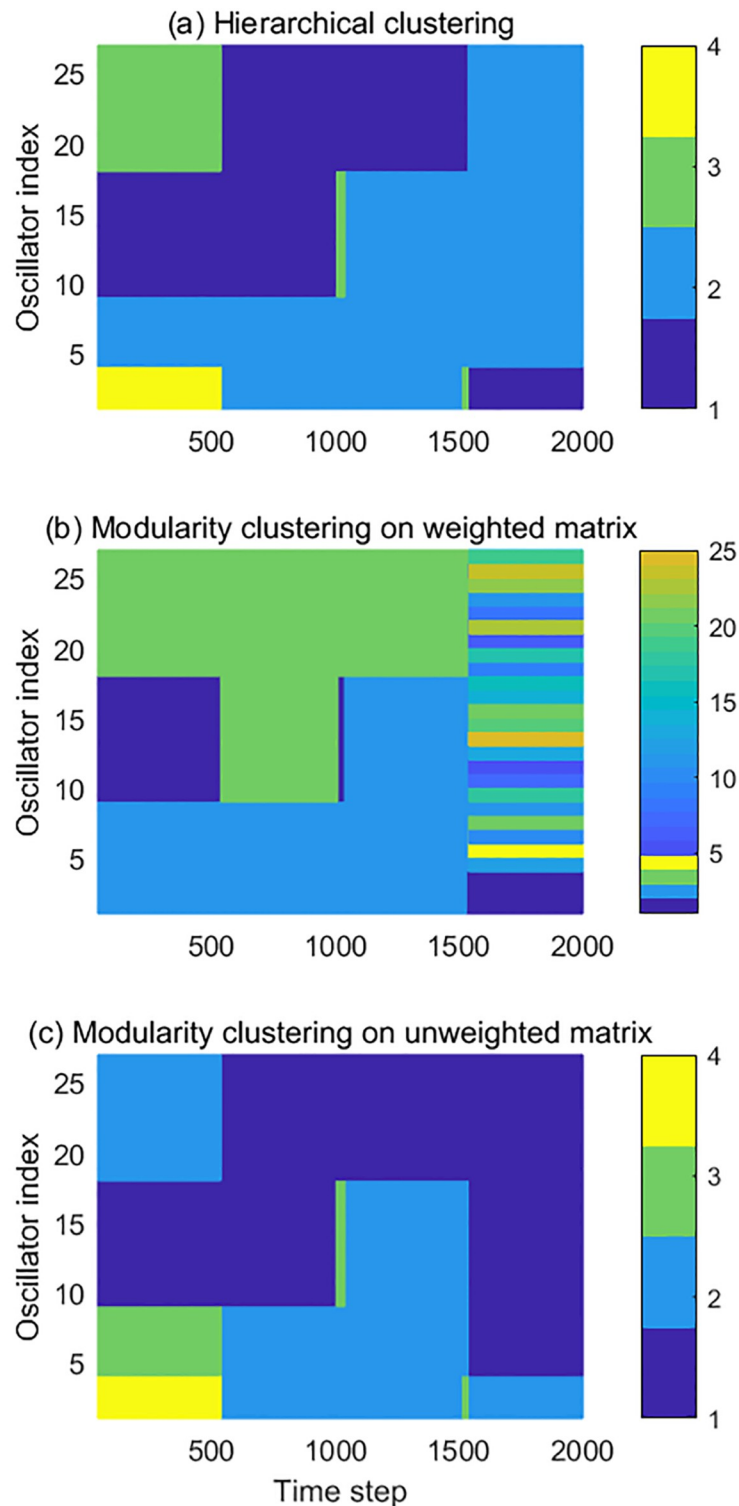 (a) Hierarchical clustering
25
20
15
10
5
Oscillator index
500 1000 1500 2000
4
3
2
1
(b) Modularity clustering on weighted matrix
25
20
15
10
5
Oscillator index
500 1000 1500 2000
25
20
15
10
5
(c) Modularity clustering on unweighted matrix
25
20
15
10
5
Oscillator index
500 1000 1500 2000
Time step
4
3
2
1